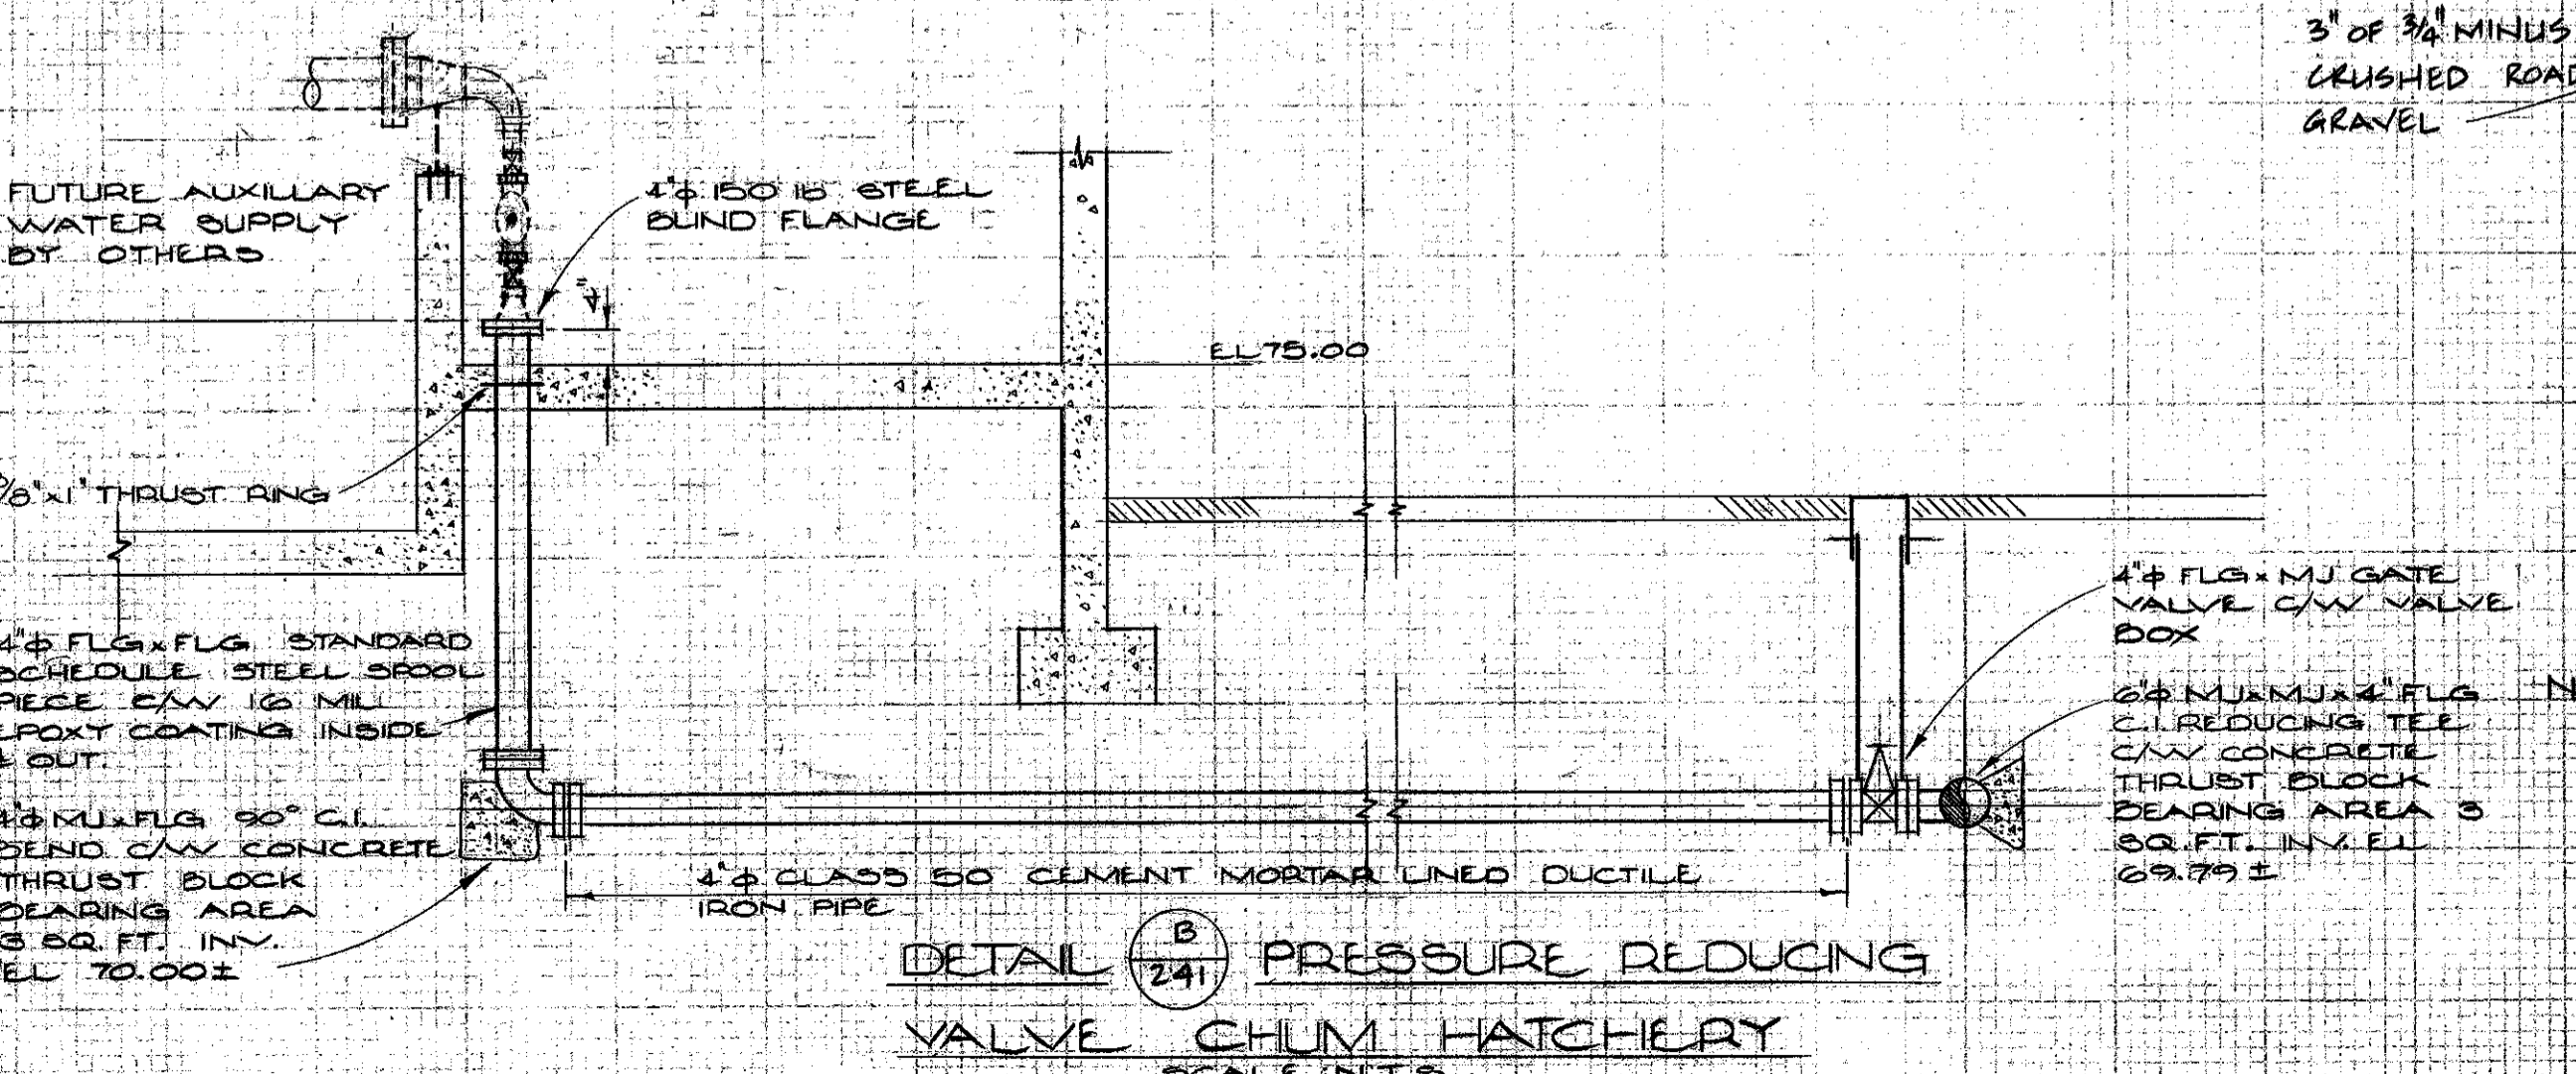 3" OF 3/4" MINUS
CRUSHED ROAD
GRAVEL
FUTURE AUXILLARY
WATER SUPPLY
BY OTHERS
4"ϕ 150 lb STEEL
BLIND FLANGE
EL 75.00
/8"x1" THRUST RING
4"ϕ FLG x FLG STANDARD
SCHEDULE STEEL SPOOL
PIECE C/W 16 MIL
EPOXY COATING INSIDE
& OUT.
4"ϕ MJ x FLG 90° C.I.
BEND C/W CONCRETE
THRUST BLOCK
BEARING AREA
3 SQ. FT. INV.
EL 70.00±
4"ϕ CLASS 50 CEMENT MORTAR LINED DUCTILE
IRON PIPE
4"ϕ FLG x MJ GATE
VALVE C/W VALVE
BOX
6"ϕ MJ x MJ x 4" FLG
C.I. REDUCING TEE
C/W CONCRETE
THRUST BLOCK
BEARING AREA 3
SQ. FT. INV. EL
69.79 ±
N
DETAIL B/241 PRESSURE REDUCING
VALVE CHUM HATCHERY
SCALE N.T.S.